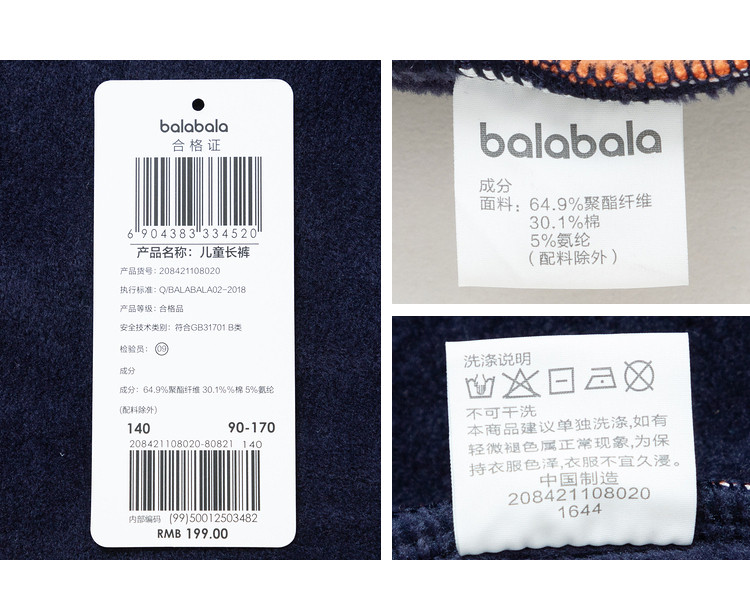 balabala
合格证
6 904383 334520
产品名称：儿童长裤
产品货号：208421108020
执行标准：Q/BALABALA02-2018
产品等级：合格品
安全技术类别：符合GB31701 B类
检验员：09
成分
成分：64.9%聚酯纤维 30.1%%棉 5%氨纶
(配料除外)
140 90-170
208421108020-80821 140
内部编码 (99)50012503482
RMB 199.00
balabala
成分
面料：64.9%聚酯纤维
30.1%棉
5%氨纶
(配料除外)
洗涤说明
不可干洗
本商品建议单独洗涤,如有
轻微褪色属正常现象,为保
持衣服色泽,衣服不宜久浸。
中国制造
208421108020
1644